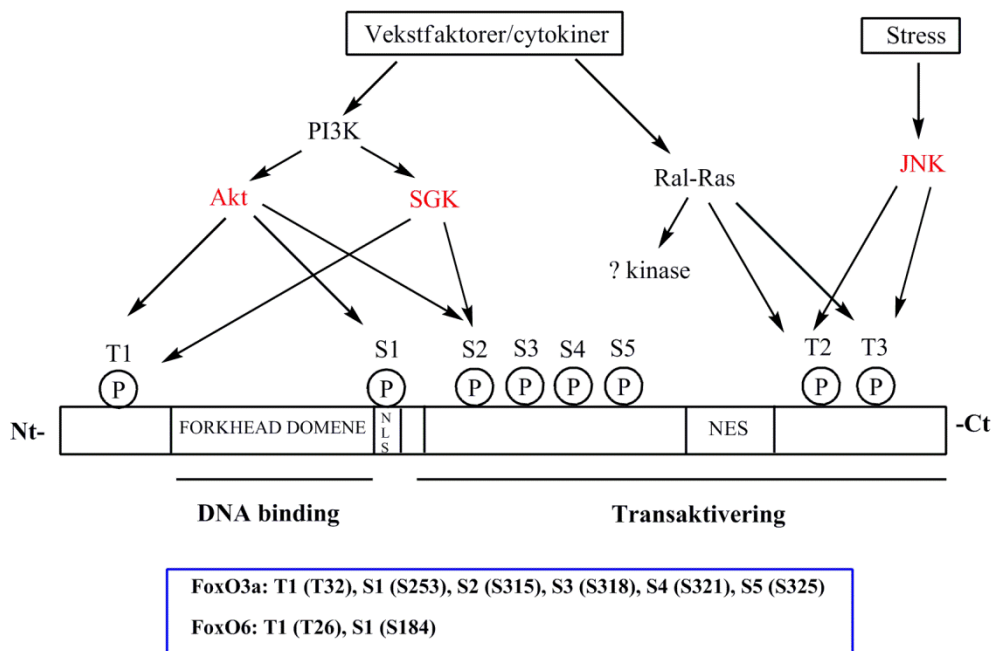 Vekstfaktorer/cytokiner
Stress
PI3K
Akt
SGK
Ral-Ras
JNK
? kinase
T1
S1
S2
S3
S4
S5
T2
T3
P
P
P
P
P
P
P
P
Nt-
FORKHEAD DOMENE
NLS
NES
-Ct
DNA binding
Transaktivering
FoxO3a: T1 (T32), S1 (S253), S2 (S315), S3 (S318), S4 (S321), S5 (S325)
FoxO6: T1 (T26), S1 (S184)